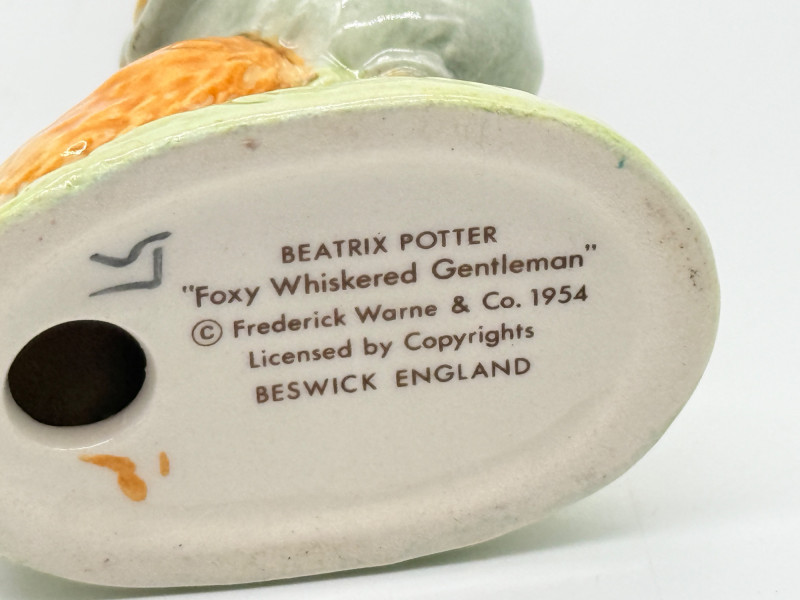 BEATRIX POTTER
"Foxy Whiskered Gentleman"
© Frederick Warne & Co. 1954
Licensed by Copyrights
BESWICK ENGLAND